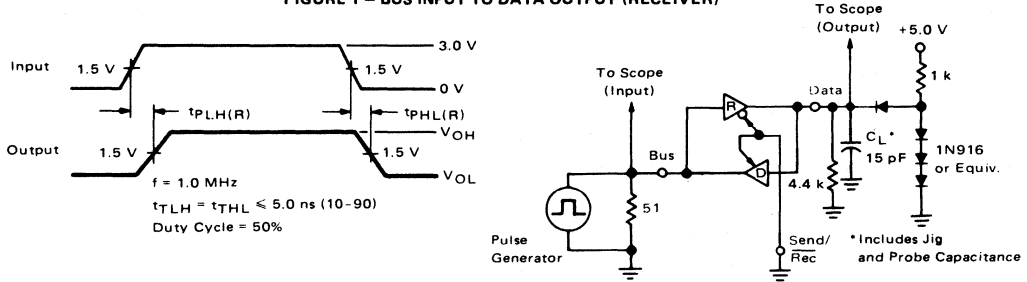 FIGURE 1 – BUS INPUT TO DATA OUTPUT (RECEIVER)
Input
1.5 V
1.5 V
3.0 V
0 V
tPLH(R)
tPHL(R)
Output
1.5 V
1.5 V
VOH
VOL
f = 1.0 MHz
tTLH = tTHL ⩽ 5.0 ns (10-90)
Duty Cycle = 50%
To Scope
(Input)
To Scope
(Output)
+5.0 V
1 k
Data
R
D
Bus
CL*
15 pF
1N916
or Equiv.
4.4 k
51
Pulse
Generator
Send/
Rec
*Includes Jig
and Probe Capacitance